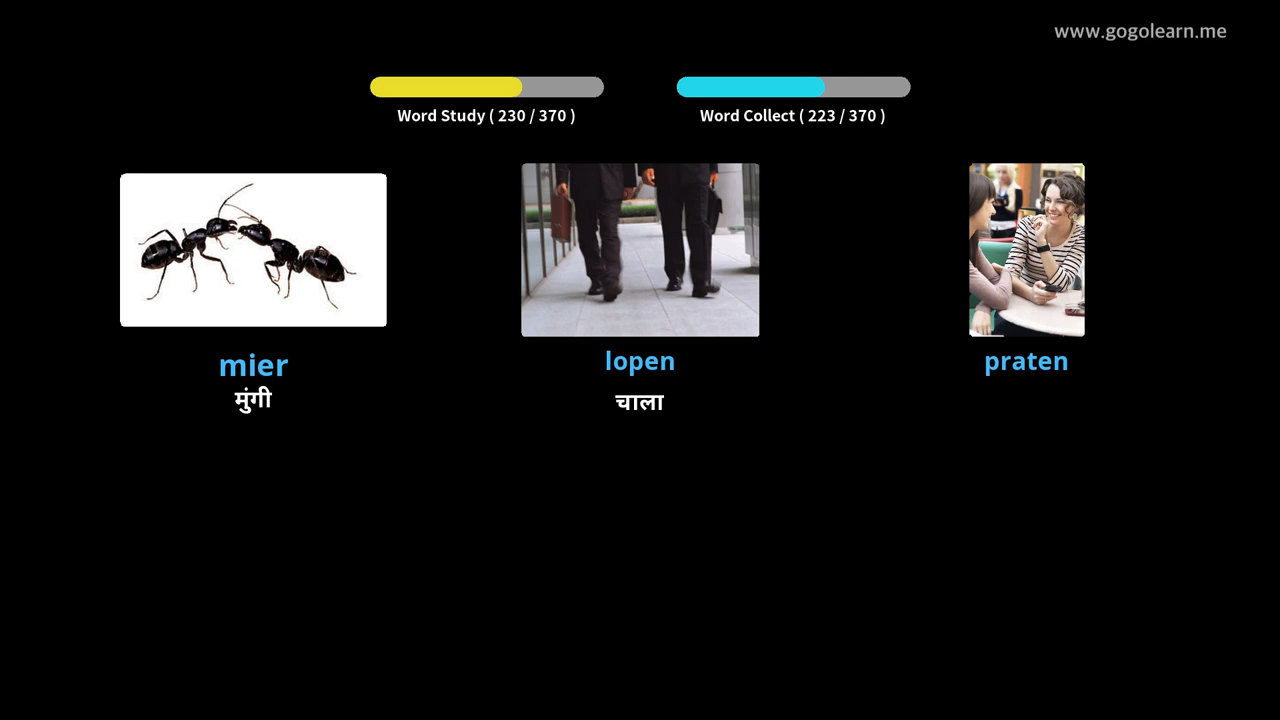 www.gogolearn.me
Word Study ( 230 / 370 )
Word Collect ( 223 / 370 )
mier
मुंगी
lopen
चाला
praten